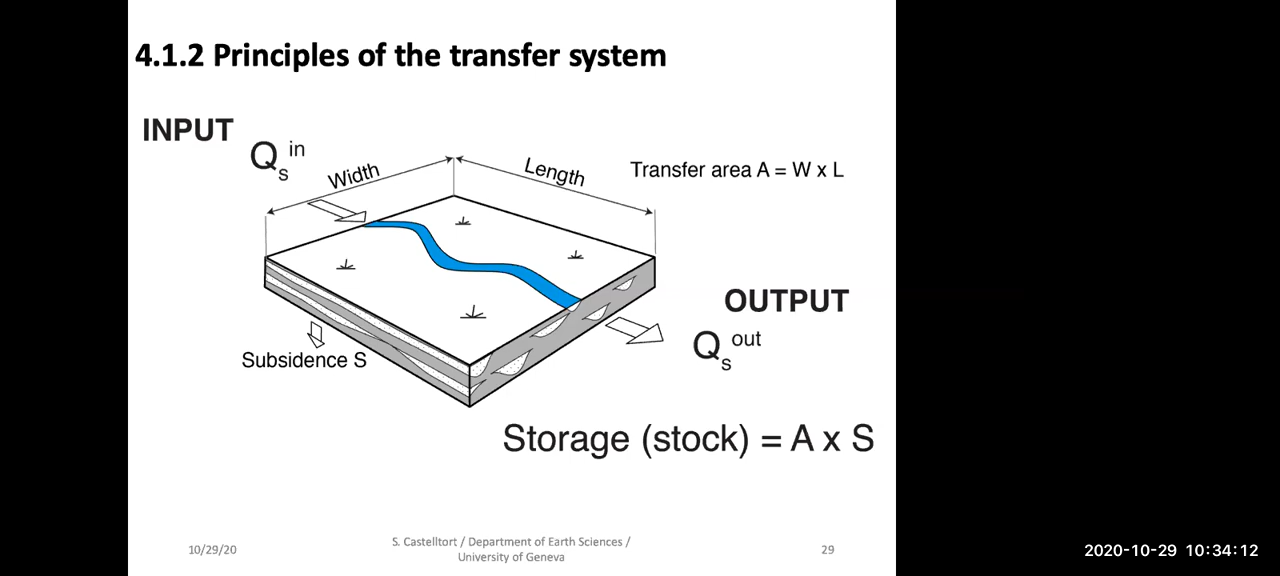 4.1.2 Principles of the transfer system
INPUT
Qs in
Width
Length
Transfer area A = W x L
OUTPUT
Qs out
Subsidence S
Storage (stock) = A x S
10/29/20
S. Castelltort / Department of Earth Sciences /
University of Geneva
29
2020-10-29 10:34:12